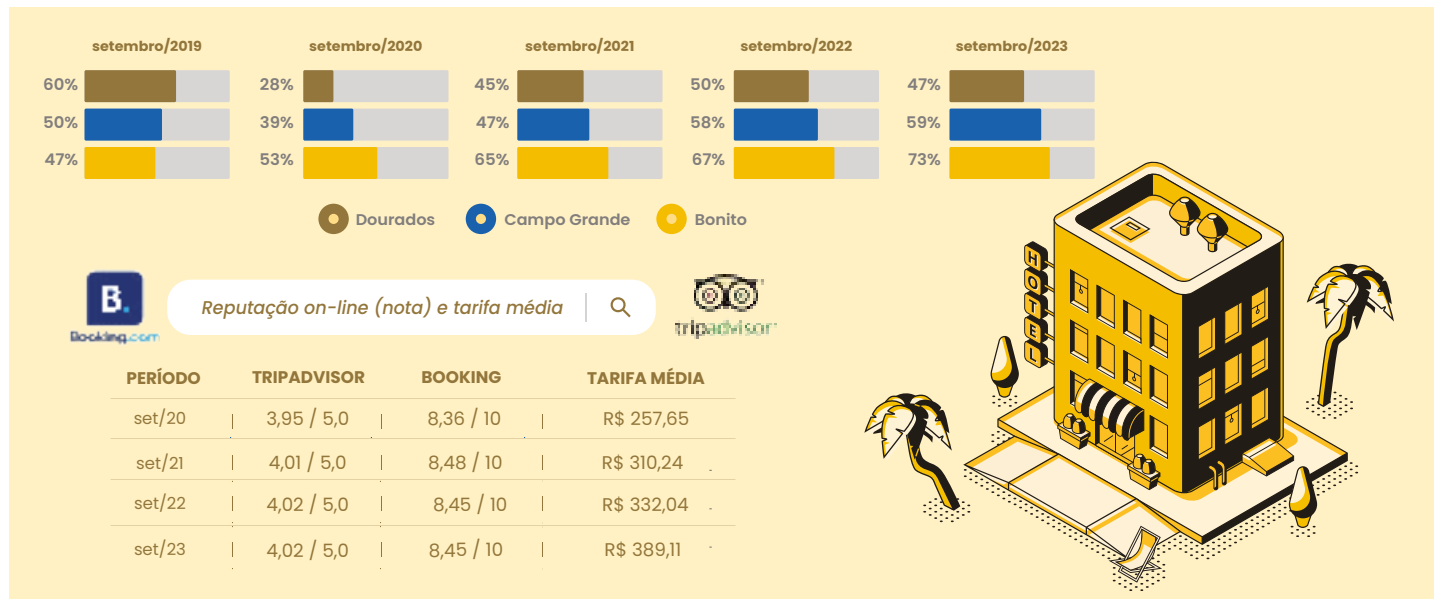 setembro/2019 setembro/2020 setembro/2021 setembro/2022 setembro/2023
60% 28% 45% 50% 47%
50% 39% 47% 58% 59%
47% 53% 65% 67% 73%
Dourados Campo Grande Bonito
HOTEL
B.
Booking.com
Reputação on-line (nota) e tarifa média
tripadvisor
PERÍODO TRIPADVISOR BOOKING TARIFA MÉDIA
set/20 | 3,95 / 5,0 | 8,36 / 10 | R$ 257,65
set/21 | 4,01 / 5,0 | 8,48 / 10 | R$ 310,24
set/22 | 4,02 / 5,0 | 8,45 / 10 | R$ 332,04
set/23 | 4,02 / 5,0 | 8,45 / 10 | R$ 389,11